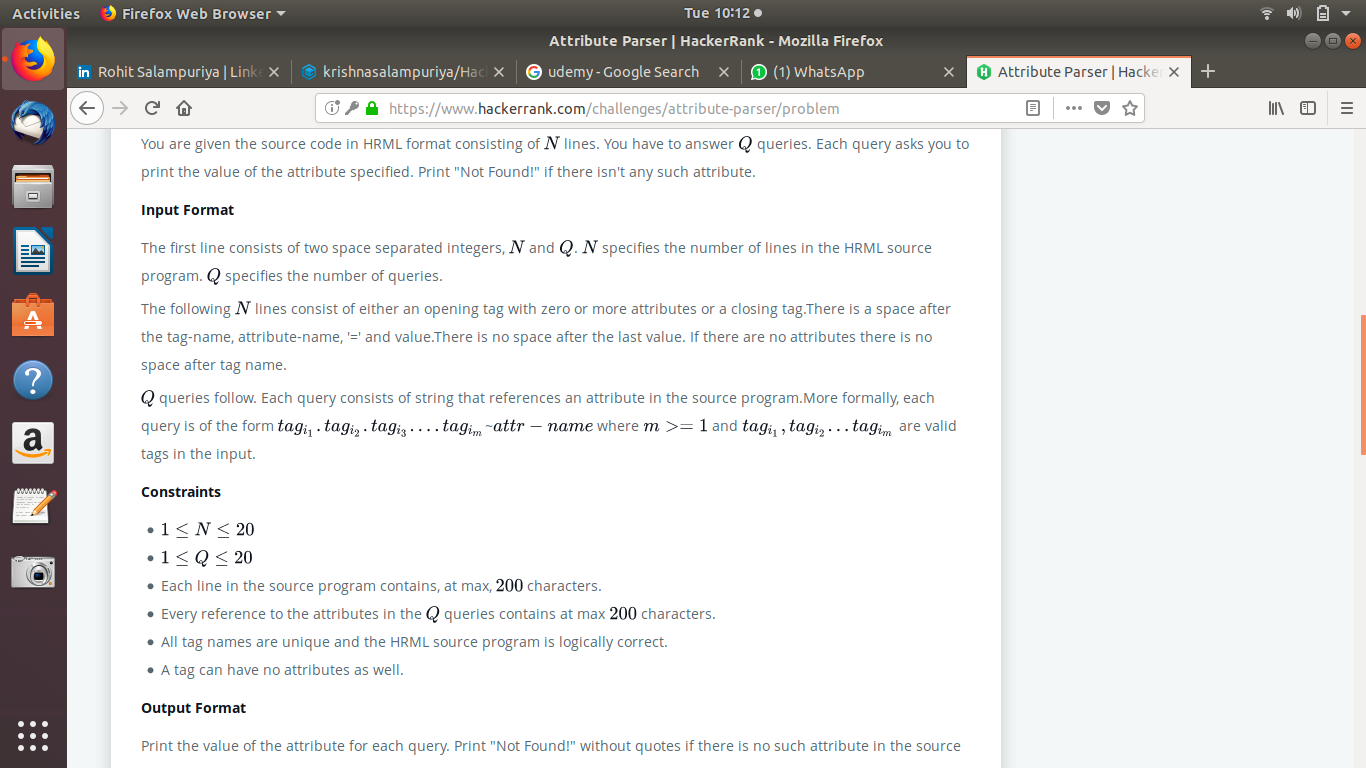 Activities Firefox Web Browser Tue 10:12
Attribute Parser | HackerRank - Mozilla Firefox
Rohit Salampuriya | Link krishnasalampuriya/Hac udemy - Google Search (1) WhatsApp Attribute Parser | Hacke
https://www.hackerrank.com/challenges/attribute-parser/problem
You are given the source code in HRML format consisting of N lines. You have to answer Q queries. Each query asks you to
print the value of the attribute specified. Print "Not Found!" if there isn't any such attribute.
Input Format
The first line consists of two space separated integers, N and Q. N specifies the number of lines in the HRML source
program. Q specifies the number of queries.
The following N lines consist of either an opening tag with zero or more attributes or a closing tag.There is a space after
the tag-name, attribute-name, '=' and value.There is no space after the last value. If there are no attributes there is no
space after tag name.
Q queries follow. Each query consists of string that references an attribute in the source program.More formally, each
query is of the form tag_{i_1}.tag_{i_2}.tag_{i_3}....tag_{i_m}~attr − name where m >= 1 and tag_{i_1}, tag_{i_2}...tag_{i_m} are valid
tags in the input.
Constraints
• 1 ≤ N ≤ 20
• 1 ≤ Q ≤ 20
• Each line in the source program contains, at max, 200 characters.
• Every reference to the attributes in the Q queries contains at max 200 characters.
• All tag names are unique and the HRML source program is logically correct.
• A tag can have no attributes as well.
Output Format
Print the value of the attribute for each query. Print "Not Found!" without quotes if there is no such attribute in the source